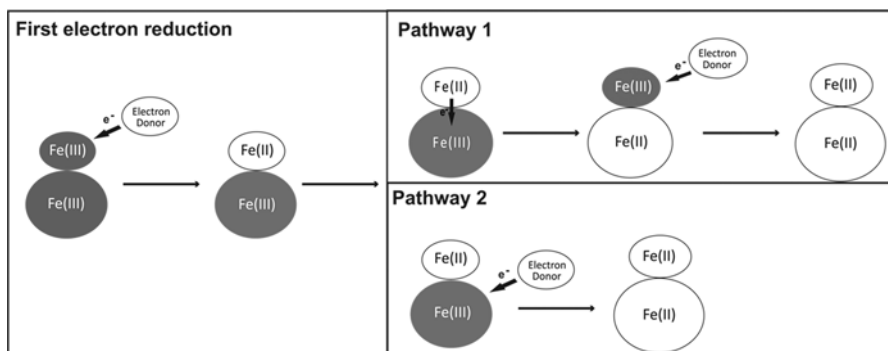 First electron reduction
e-
Electron
Donor
Fe(III)
Fe(III)
Fe(II)
Fe(III)
Pathway 1
Fe(II)
e-
Fe(III)
Fe(III)
e-
Electron
Donor
Fe(II)
Fe(II)
Fe(II)
Pathway 2
Fe(II)
Fe(III)
e-
Electron
Donor
Fe(II)
Fe(II)